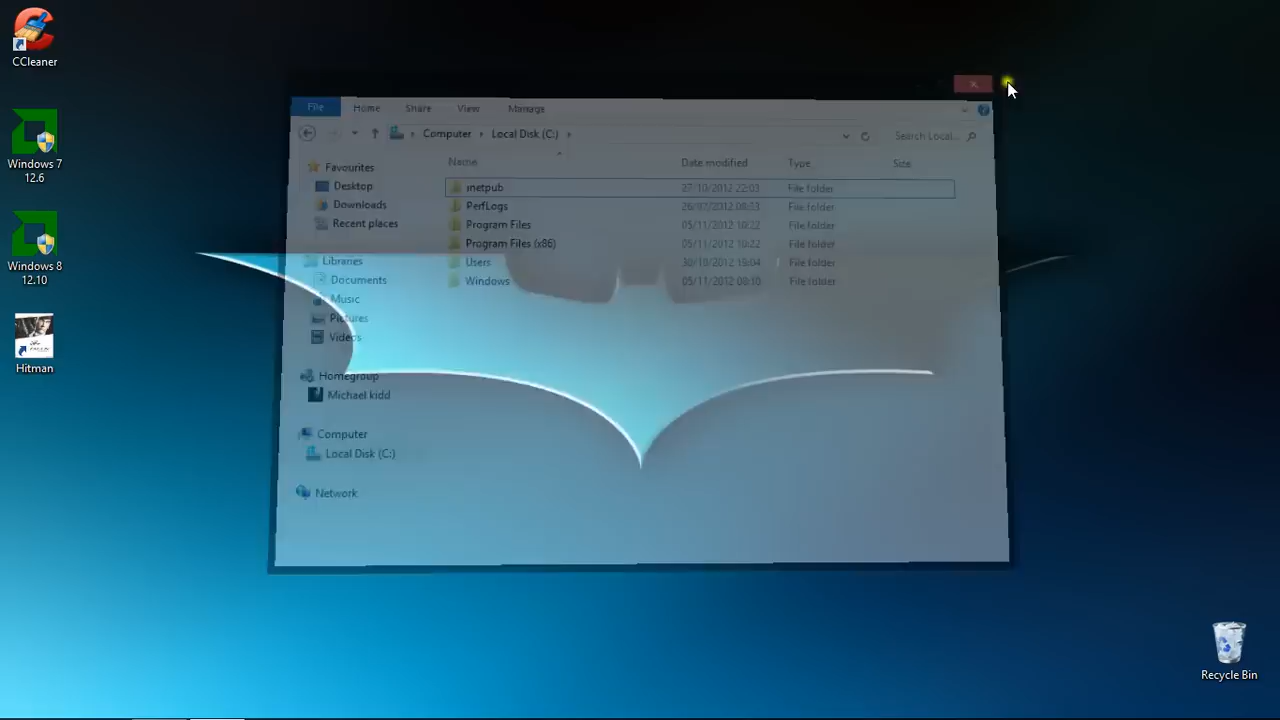 CCleaner
Windows 7
12.6
Windows 8
12.10
Hitman
File Home Share View Manage
Computer Local Disk (C:)
Search Local...
Name Date modified Type Size
inetpub 27/10/2012 22:03 File folder
PerfLogs 26/07/2012 09:33 File folder
Program Files 05/11/2012 10:22 File folder
Program Files (x86) 05/11/2012 10:22 File folder
Users 30/10/2012 19:04 File folder
Windows 05/11/2012 08:10 File folder
Favourites
Desktop
Downloads
Recent places
Libraries
Documents
Music
Pictures
Videos
Homegroup
Michael kidd
Computer
Local Disk (C:)
Network
Recycle Bin